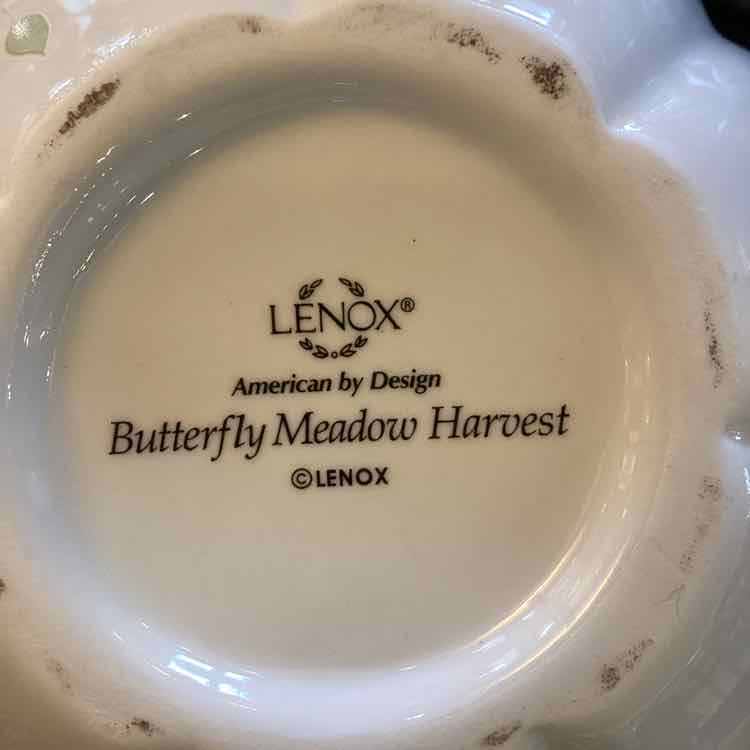 LENOX®
American by Design
Butterfly Meadow Harvest
©LENOX